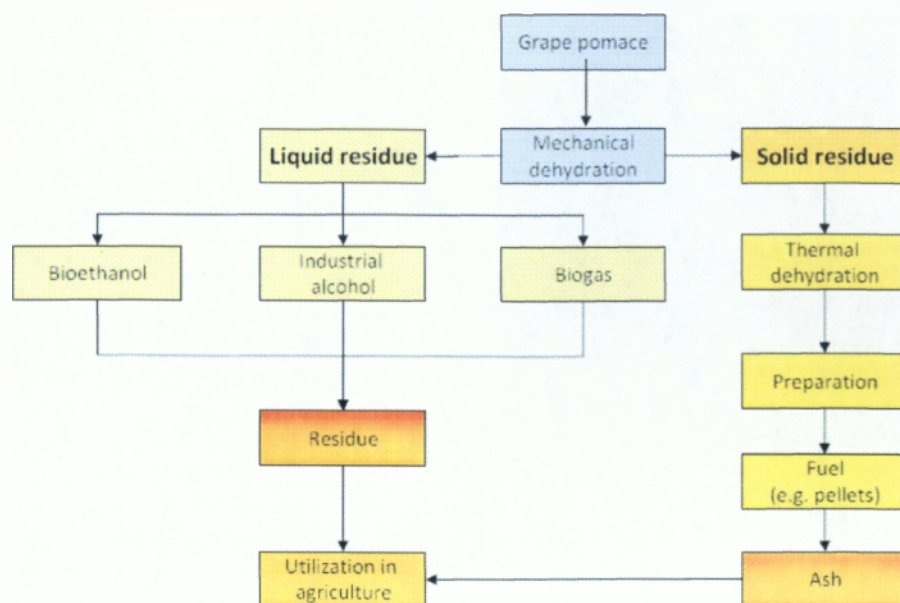 Grape pomace
Liquid residue
Mechanical
dehydration
Solid residue
Bioethanol
Industrial
alcohol
Biogas
Thermal
dehydration
Preparation
Residue
Fuel
(e.g. pellets)
Utilization in
agriculture
Ash